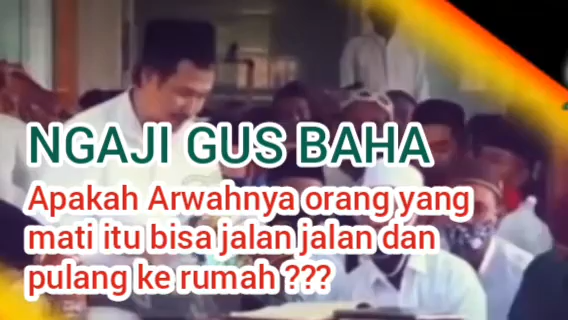 NGAJI GUS BAHA
Apakah Arwahnya orang yang
mati itu bisa jalan jalan dan
pulang ke rumah ???